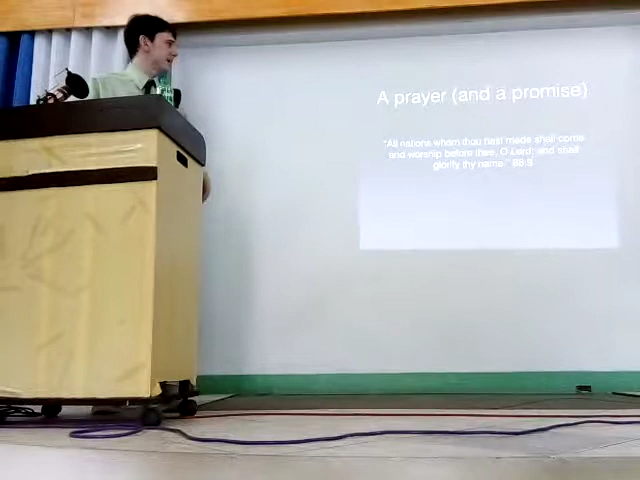 A prayer (and a promise)
"All nations whom thou hast made shall come
and worship before thee, O Lord; and shall
glorify thy name." 86:9